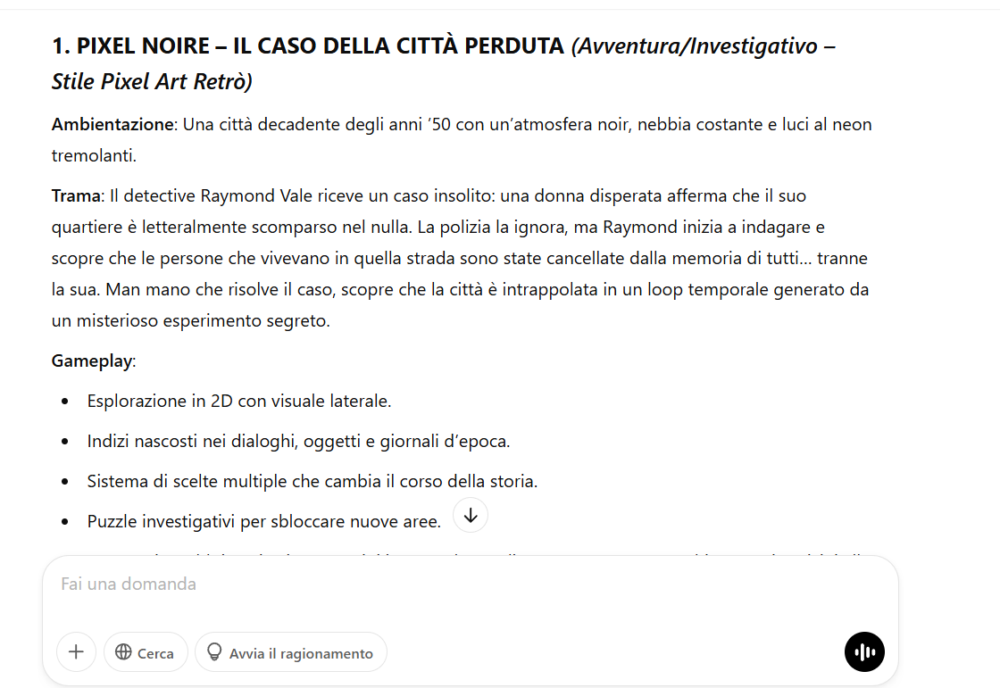 1. PIXEL NOIRE – IL CASO DELLA CITTÀ PERDUTA (Avventura/Investigativo –
Stile Pixel Art Retrò)
Ambientazione: Una città decadente degli anni ’50 con un’atmosfera noir, nebbia costante e luci al neon
tremolanti.
Trama: Il detective Raymond Vale riceve un caso insolito: una donna disperata afferma che il suo
quartiere è letteralmente scomparso nel nulla. La polizia la ignora, ma Raymond inizia a indagare e
scopre che le persone che vivevano in quella strada sono state cancellate dalla memoria di tutti... tranne
la sua. Man mano che risolve il caso, scopre che la città è intrappolata in un loop temporale generato da
un misterioso esperimento segreto.
Gameplay:
• Esplorazione in 2D con visuale laterale.
• Indizi nascosti nei dialoghi, oggetti e giornali d’epoca.
• Sistema di scelte multiple che cambia il corso della storia.
• Puzzle investigativi per sbloccare nuove aree.
Fai una domanda
Cerca
Avvia il ragionamento